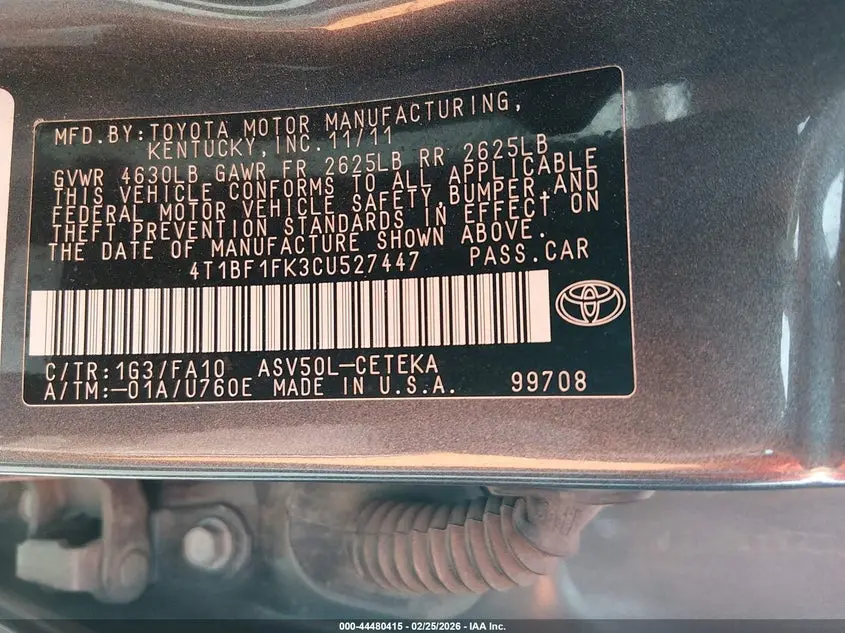 MFD.BY:TOYOTA MOTOR MANUFACTURING,
KENTUCKY,INC.11/11
GVWR 4630LB GAWR FR 2625LB RR 2625LB
THIS VEHICLE CONFORMS TO ALL APPLICABLE
FEDERAL MOTOR VEHICLE SAFETY,BUMPER,AND
THEFT PREVENTION STANDARDS IN EFFECT ON
THE DATE OF MANUFACTURE SHOWN ABOVE.
4T1BF1FK3CU527447 PASS.CAR
C/TR:1G3/FA10 ASV50L-CETEKA
A/TM:-01A/U760E MADE IN U.S.A. 99708
000-44480415 - 02/25/2026 - IAA Inc.